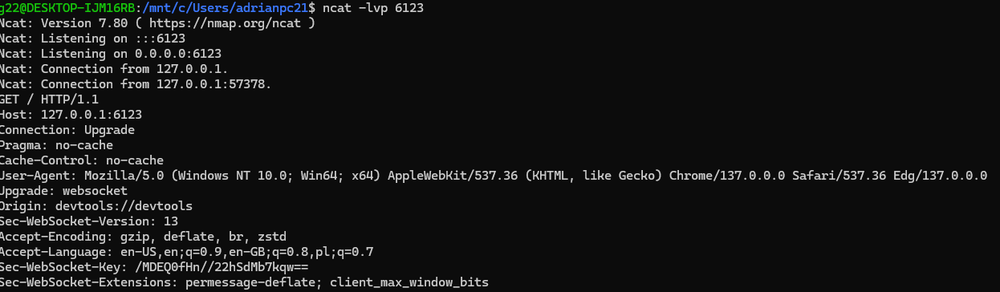 g22@DESKTOP-IJM16RB:/mnt/c/Users/adrianpc21$ ncat -lvp 6123
Ncat: Version 7.80 ( https://nmap.org/ncat )
Ncat: Listening on :::6123
Ncat: Listening on 0.0.0.0:6123
Ncat: Connection from 127.0.0.1.
Ncat: Connection from 127.0.0.1:57378.
GET / HTTP/1.1
Host: 127.0.0.1:6123
Connection: Upgrade
Pragma: no-cache
Cache-Control: no-cache
User-Agent: Mozilla/5.0 (Windows NT 10.0; Win64; x64) AppleWebKit/537.36 (KHTML, like Gecko) Chrome/137.0.0.0 Safari/537.36 Edg/137.0.0.0
Upgrade: websocket
Origin: devtools://devtools
Sec-WebSocket-Version: 13
Accept-Encoding: gzip, deflate, br, zstd
Accept-Language: en-US,en;q=0.9,en-GB;q=0.8,pl;q=0.7
Sec-WebSocket-Key: /MDEQ0fHn//22hSdMb7kqw==
Sec-WebSocket-Extensions: permessage-deflate; client_max_window_bits